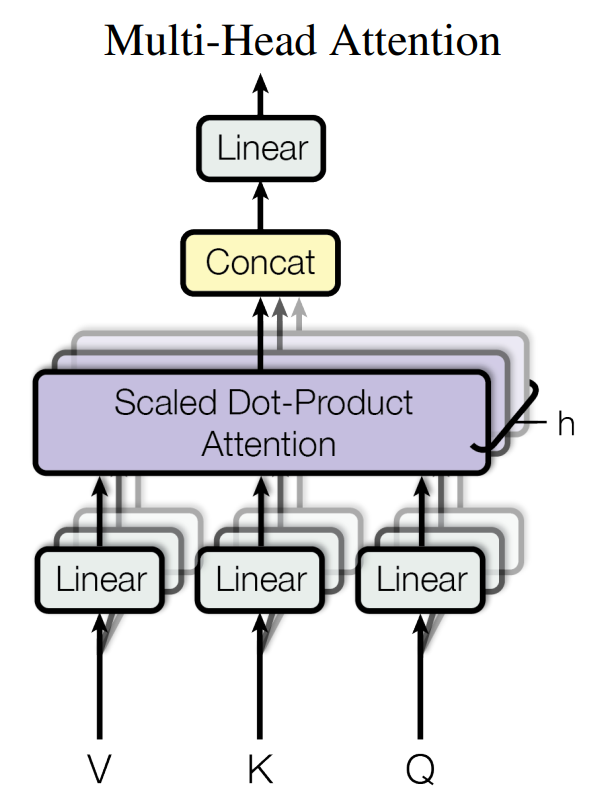 Multi-Head Attention
Linear
Concat
Scaled Dot-Product
Attention
h
Linear
Linear
Linear
V
K
Q